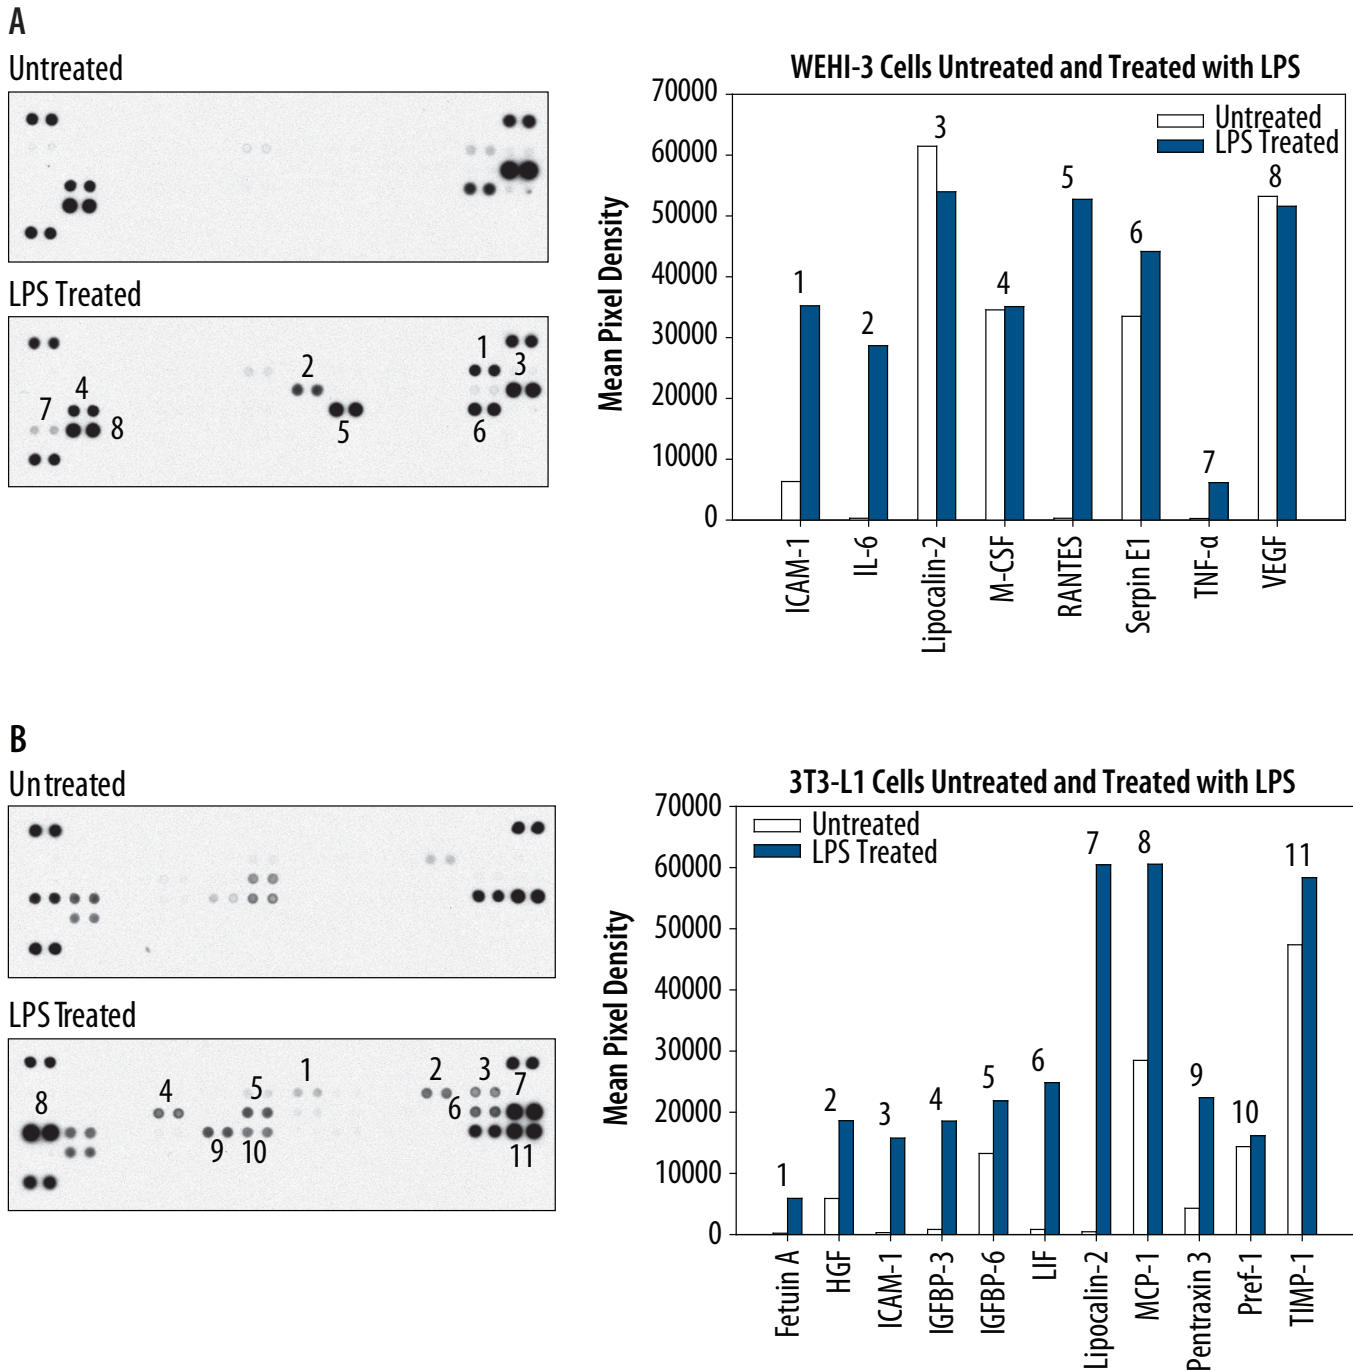 A
Untreated
LPS Treated
1
2
3
4
5
6
7
8
WEHI-3 Cells Untreated and Treated with LPS
Untreated
LPS Treated
Mean Pixel Density
70000
60000
50000
40000
30000
20000
10000
0
1
2
3
4
5
6
7
8
ICAM-1
IL-6
Lipocalin-2
M-CSF
RANTES
Serpin E1
TNF-α
VEGF
B
Untreated
LPS Treated
1
2
3
4
5
6
7
8
9
10
11
3T3-L1 Cells Untreated and Treated with LPS
Untreated
LPS Treated
Mean Pixel Density
70000
60000
50000
40000
30000
20000
10000
0
1
2
3
4
5
6
7
8
9
10
11
Fetuin A
HGF
ICAM-1
IGFBP-3
IGFBP-6
LIF
Lipocalin-2
MCP-1
Pentraxin 3
Pref-1
TIMP-1